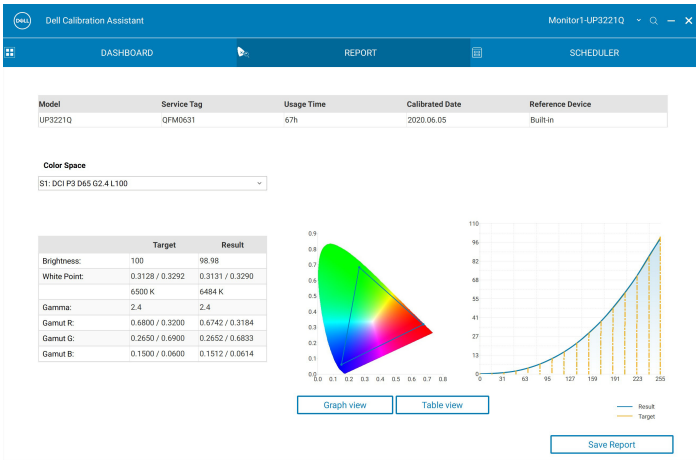 DELL Dell Calibration Assistant Monitor1-UP3221Q
DASHBOARD REPORT SCHEDULER
Model Service Tag Usage Time Calibrated Date Reference Device
UP3221Q QFM0631 67h 2020.06.05 Built-in
Color Space
S1: DCI P3 D65 G2.4 L100
Target Result
Brightness: 100 98.98
White Point: 0.3128 / 0.3292 0.3131 / 0.3290
6500 K 6484 K
Gamma: 2.4 2.4
Gamut R: 0.6800 / 0.3200 0.6742 / 0.3184
Gamut G: 0.2650 / 0.6900 0.2652 / 0.6833
Gamut B: 0.1500 / 0.0600 0.1512 / 0.0614
0.9
0.8
0.7
0.6
0.5
0.4
0.3
0.2
0.1
0.0
0.0 0.1 0.2 0.3 0.4 0.5 0.6 0.7 0.8
110
96
82
68
55
41
27
13
0
0 31 63 95 127 159 191 223 255
Graph view Table view
Result
Target
Save Report